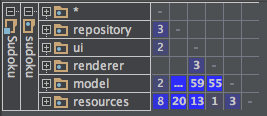 Sudoku
sudoku
* -
repository 3 -
ui 2 -
renderer 3 -
model 2 ... 59 55 -
resources 8 20 13 1 3 -